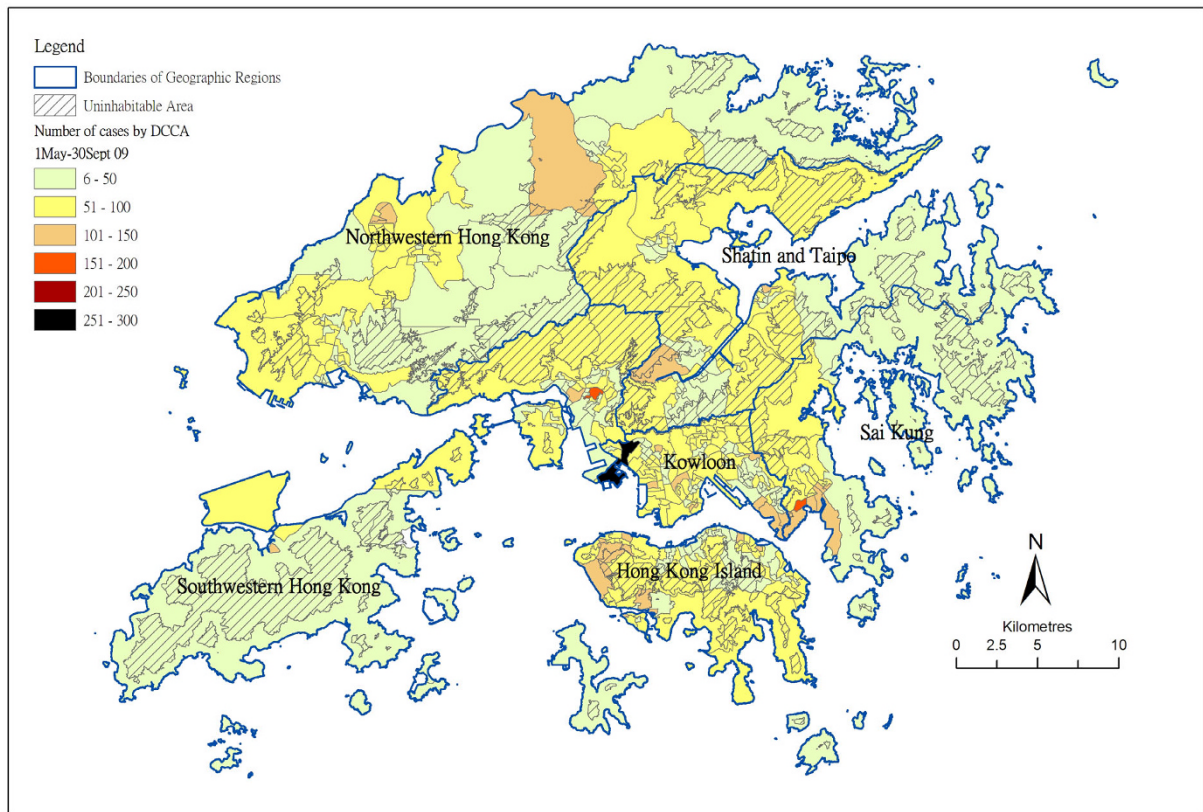 Legend
Boundaries of Geographic Regions
Uninhabitable Area
Number of cases by DCCA
1May-30Sept 09
6 - 50
51 - 100
101 - 150
151 - 200
201 - 250
251 - 300
Northwestern Hong Kong
Shatin and Taipo
Sai Kung
Kowloon
Hong Kong Island
Southwestern Hong Kong
N
Kilometres
0 2.5 5 10